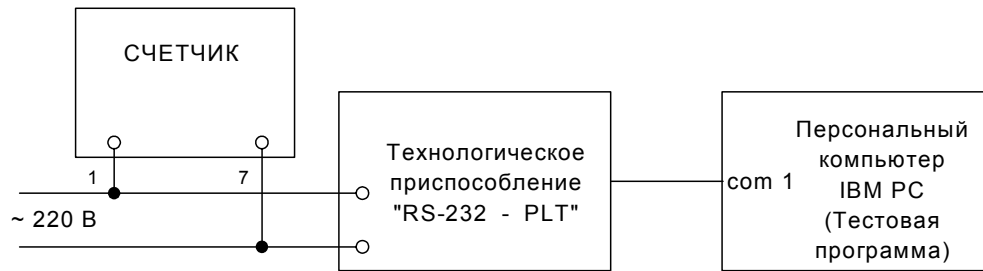 СЧЕТЧИК
1
7
~ 220 В
Технологическое
приспособление
"RS-232 - PLT"
com 1
Персональный
компьютер
IBM PC
(Тестовая
программа)